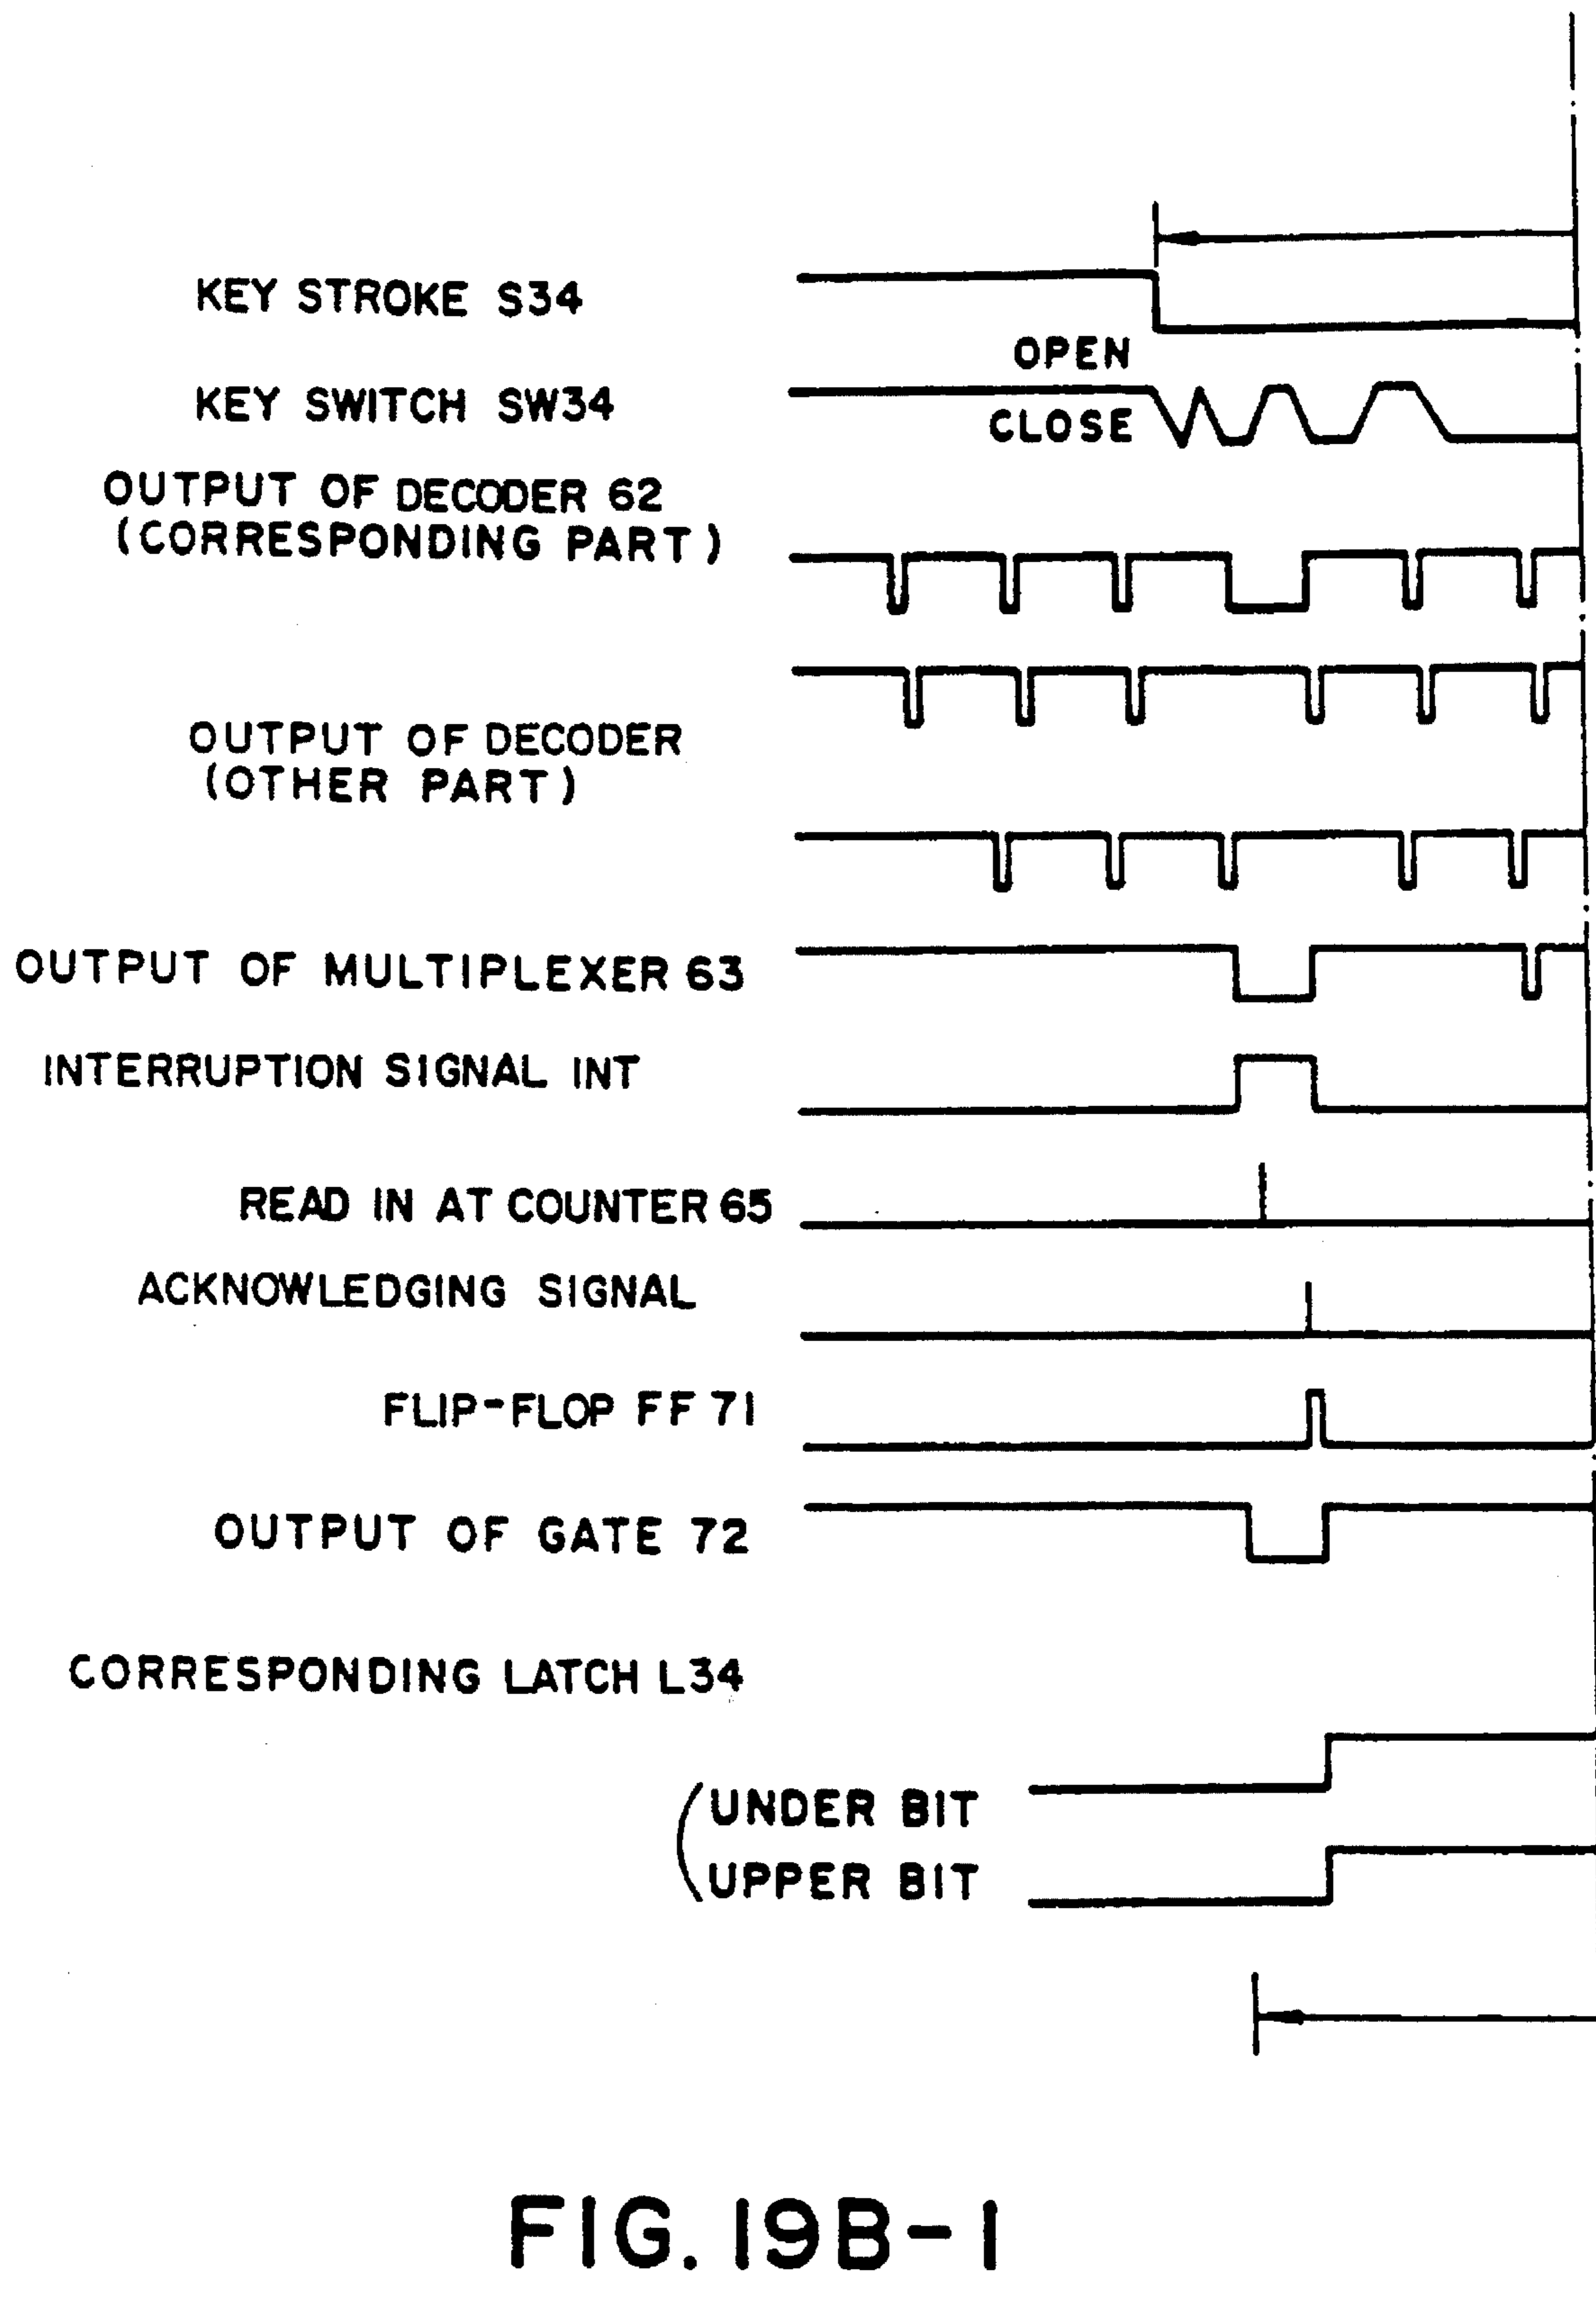 KEY STROKE S34
OPEN
KEY SWITCH SW34
CLOSE
OUTPUT OF DECODER 62
(CORRESPONDING PART)
OUTPUT OF DECODER
(OTHER PART)
OUTPUT OF MULTIPLEXER 63
INTERRUPTION SIGNAL INT
READ IN AT COUNTER 65
ACKNOWLEDGING SIGNAL
FLIP-FLOP FF 71
OUTPUT OF GATE 72
CORRESPONDING LATCH L34
(UNDER BIT
UPPER BIT
FIG. 19B-1